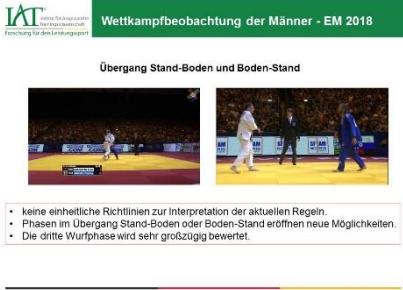 IAT
Institut für Angewandte
Trainingswissenschaft
Forschung für den Leistungssport
Wettkampfbeobachtung der Männer - EM 2018
Übergang Stand-Boden und Boden-Stand
• keine einheitliche Richtlinien zur Interpretation der aktuellen Regeln.
• Phasen im Übergang Stand-Boden oder Boden-Stand eröffnen neue Möglichkeiten.
• Die dritte Wurfphase wird sehr großzügig bewertet.